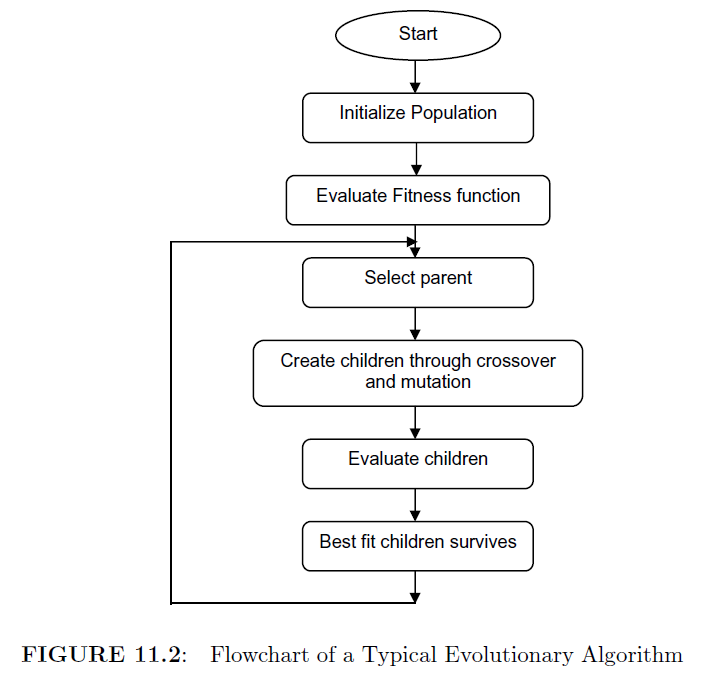 Start
Initialize Population
Evaluate Fitness function
Select parent
Create children through crossover
and mutation
Evaluate children
Best fit children survives
FIGURE 11.2: Flowchart of a Typical Evolutionary Algorithm